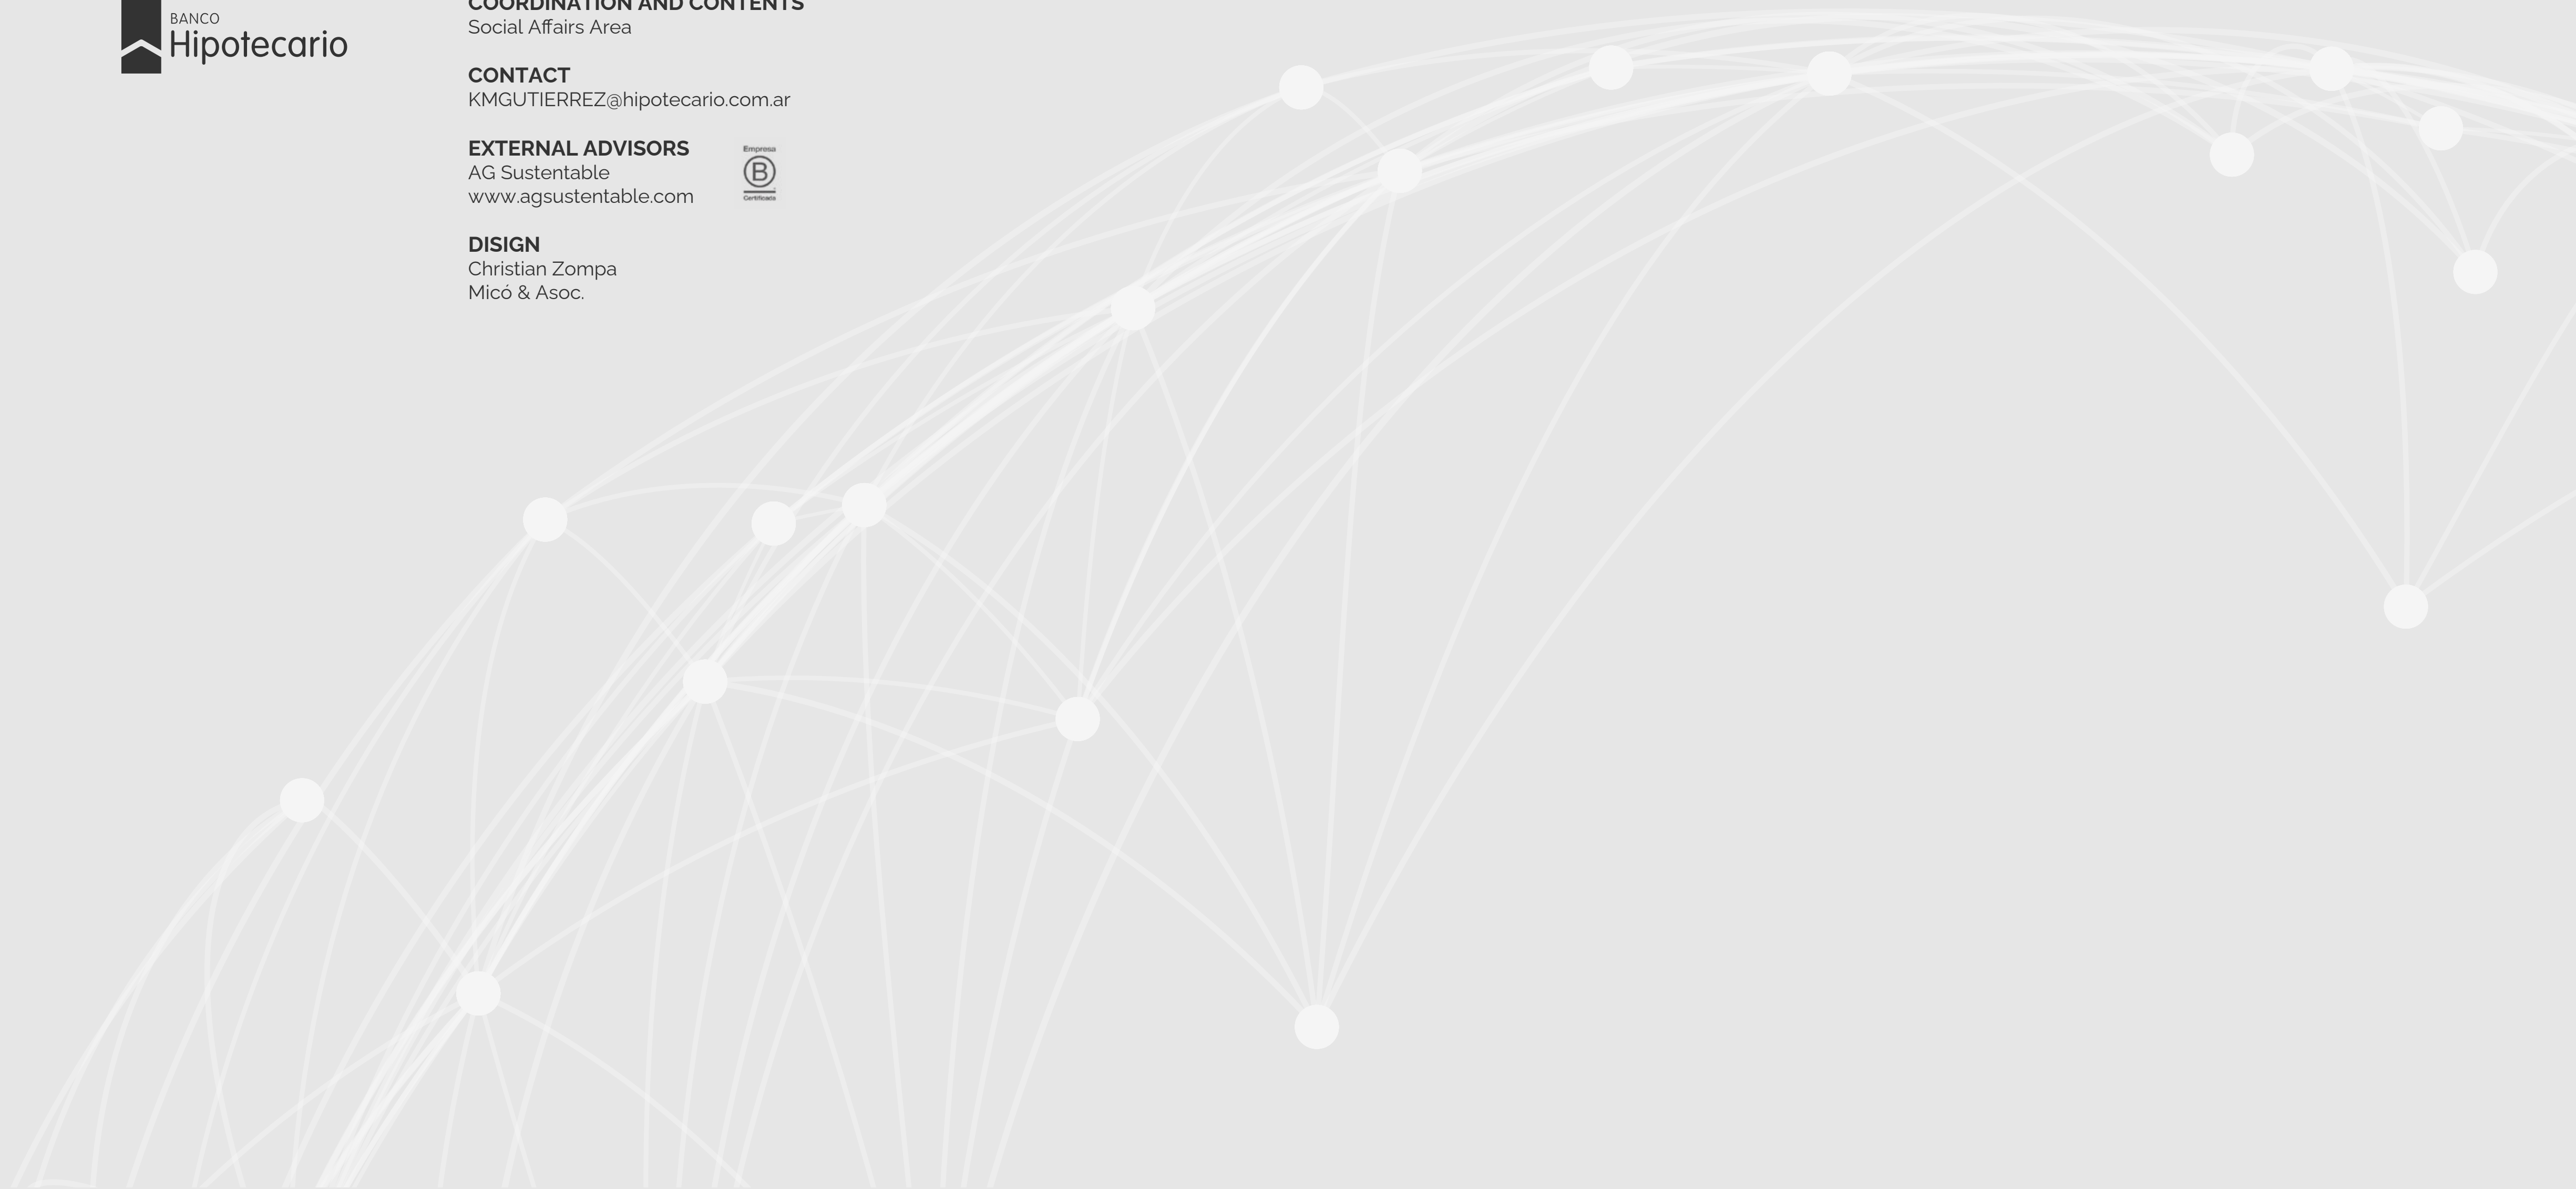 BANCO
Hipotecario
COORDINATION AND CONTENTS
Social Affairs Area
CONTACT
KMGUTIERREZ@hipotecario.com.ar
EXTERNAL ADVISORS
AG Sustentable
www.agsustentable.com
Empresa
B
Certificada
DISIGN
Christian Zompa
Micó & Asoc.